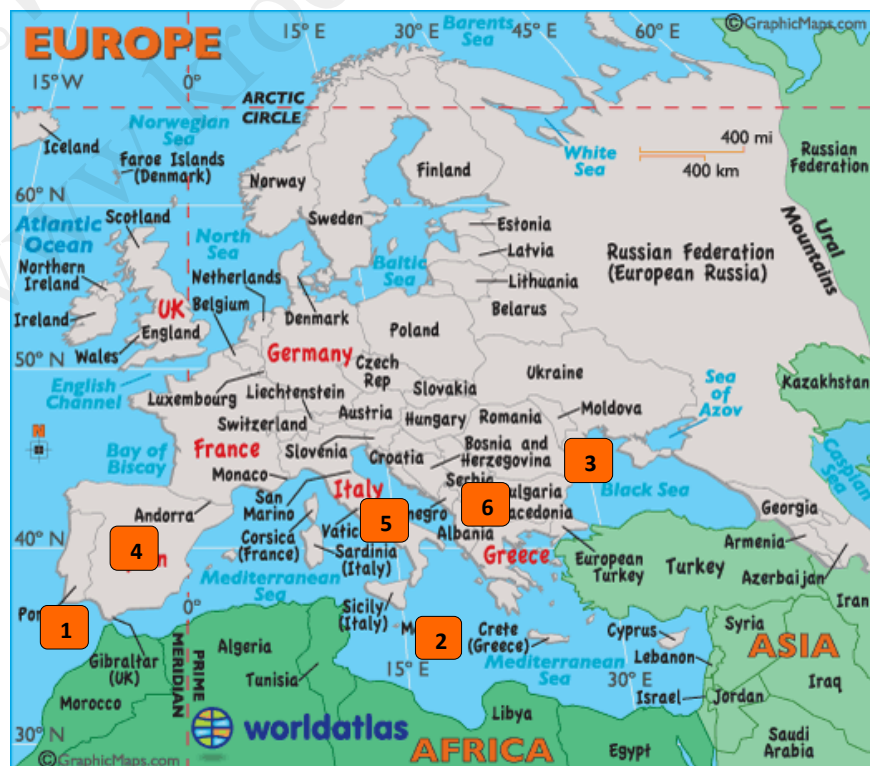 EUROPE
©GraphicMaps.com
15° W
0°
15° E
30° E
45° E
60° E
Barents
Sea
ARCTIC
CIRCLE
Norwegian
Sea
Iceland
Faroe Islands
(Denmark)
White
Sea
400 mi
400 km
Russian
Federation
Norway
Finland
60° N
Sweden
Scotland
Atlantic
Ocean
North
Sea
Estonia
Latvia
Lithuania
Baltic
Sea
Russian Federation
(European Russia)
Ural
Mountains
Northern
Ireland
Netherlands
Belgium
UK
Ireland
England
Wales
Denmark
Belarus
Poland
Germany
50° N
English
Channel
Czech
Rep
Ukraine
Luxembourg
Liechtenstein
Slovakia
Sea
of
Azov
Kazakhstan
Switzerland
Austria
Hungary
Romania
Moldova
Bay of
Biscay
France
Slovenia
Croatia
Bosnia and
Herzegovina
3
Caspian
Sea
Monaco
San
Marino
Italy
Serbia
6
Black Sea
Andorra
Corsica
(France)
5
Albania
Georgia
40° N
4
Sardinia
(Italy)
Greece
European
Turkey
Turkey
Armenia
Azerbaijan
Mediterranean
Sea
0°
Sicily
(Italy)
1
2
Crete
(Greece)
Cyprus
Syria
Iran
ASIA
Gibraltar
(UK)
PRIME
MERIDIAN
Algeria
Tunisia
15° E
Mediterranean
Sea
Lebanon
30° E
Israel
Jordan
Iraq
Morocco
N
worldatlas
Libya
30° N
AFRICA
Egypt
Saudi
Arabia
©GraphicMaps.com